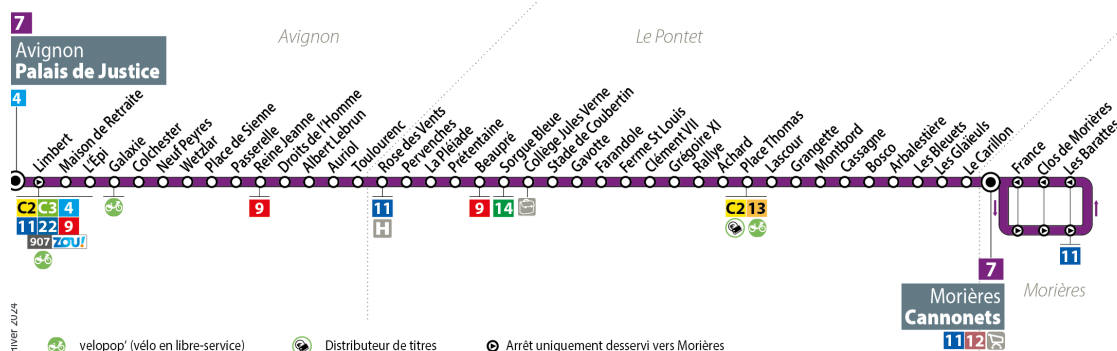 7
Avignon
Palais de Justice
Avignon
Le Pontet
4
Limbert
Maison de Retraite
L'Epi
Galaxie
Colchester
Neuf Peyres
Wetzlar
Place de Sienne
Passerelle
Reine Jeanne
Droits de l'Homme
Albert Lebrun
Auriol
Toulourenc
Rose des Vents
Pervenches
La Pléiade
Prétentaine
Beaupré
Sorgue Bleue
Collège Jules Verne
Stade de Coubertin
Gavotte
Farandole
Ferme St Louis
Clément VII
Grégoire XI
Rallye
Achard
Place Thomas
Lascour
Grangette
Montbord
Cassagne
Bosco
Arbalestière
Les Bleuets
Les Glaïeuls
Le Carillon
France
Clos de Morières
Les Barattes
C2 C3 4
11 22 9
907 ZOU!
9
11
H
9
14
C2 13
11
7
Morières
Cannonets
11 12
Morières
hiver 2024
velopop' (vélo en libre-service)
Distributeur de titres
Arrêt uniquement desservi vers Morières